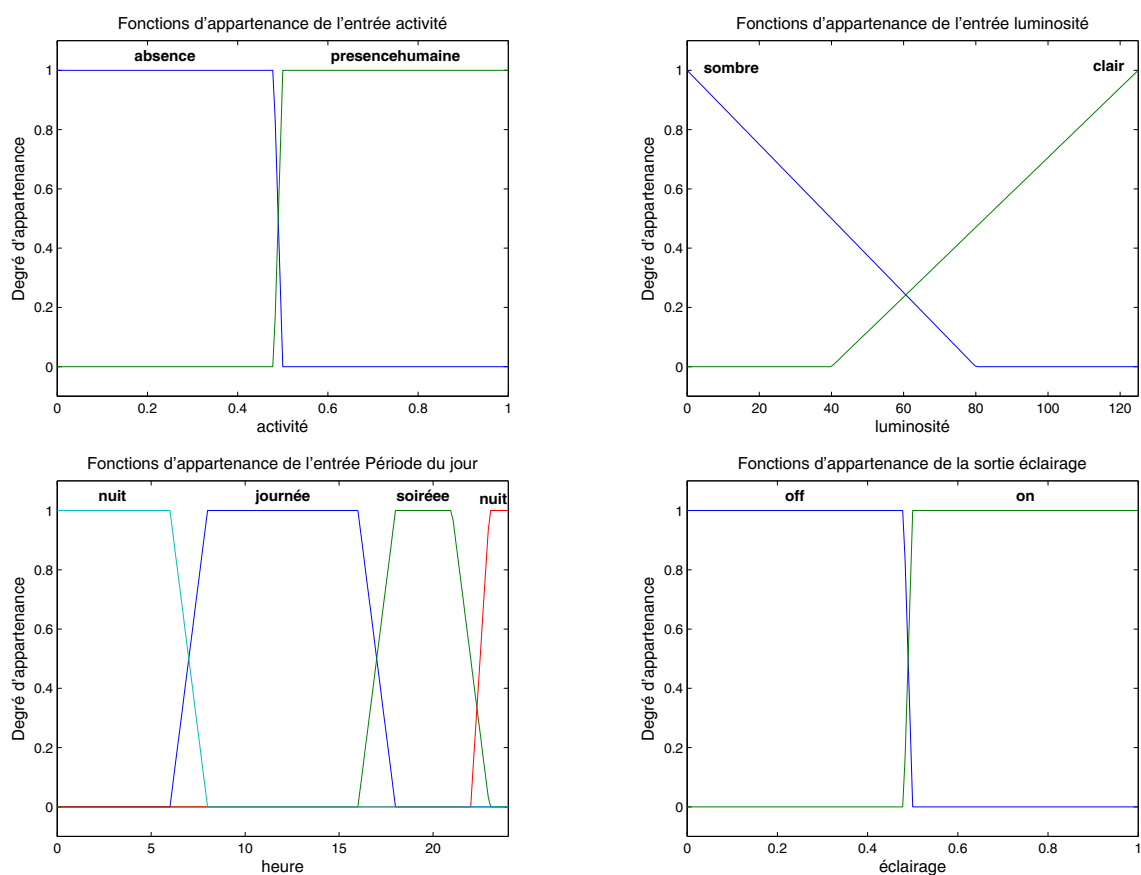 Fonctions d'appartenance de l'entrée activité
absence
presencehumaine
1
0.8
0.6
0.4
0.2
0
Degré d'appartenance
0 0.2 0.4 0.6 0.8 1
activité
Fonctions d'appartenance de l'entrée luminosité
sombre
clair
1
0.8
0.6
0.4
0.2
0
Degré d'appartenance
0 20 40 60 80 100 120
luminosité
Fonctions d'appartenance de l'entrée Période du jour
nuit
journée
soiréee
nuit
1
0.8
0.6
0.4
0.2
0
Degré d'appartenance
0 5 10 15 20
heure
Fonctions d'appartenance de la sortie éclairage
off
on
1
0.8
0.6
0.4
0.2
0
Degré d'appartenance
0 0.2 0.4 0.6 0.8 1
éclairage